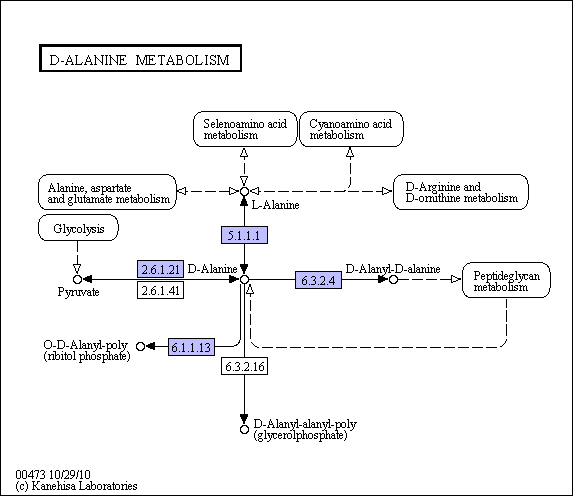 D-ALANINE METABOLISM
Selenoamino acid
metabolism
Cyanoamino acid
metabolism
Alanine, aspartate
and glutamate metabolism
L-Alanine
D-Arginine and
D-ornithine metabolism
Glycolysis
5.1.1.1
2.6.1.21
D-Alanine
6.3.2.4
D-Alanyl-D-alanine
Pyruvate
2.6.1.41
Peptideglycan
metabolism
O-D-Alanyl-poly
(ribitol phosphate)
6.1.1.13
6.3.2.16
D-Alanyl-alanyl-poly
(glycerolphosphate)
00473 10/29/10
(c) Kanehisa Laboratories